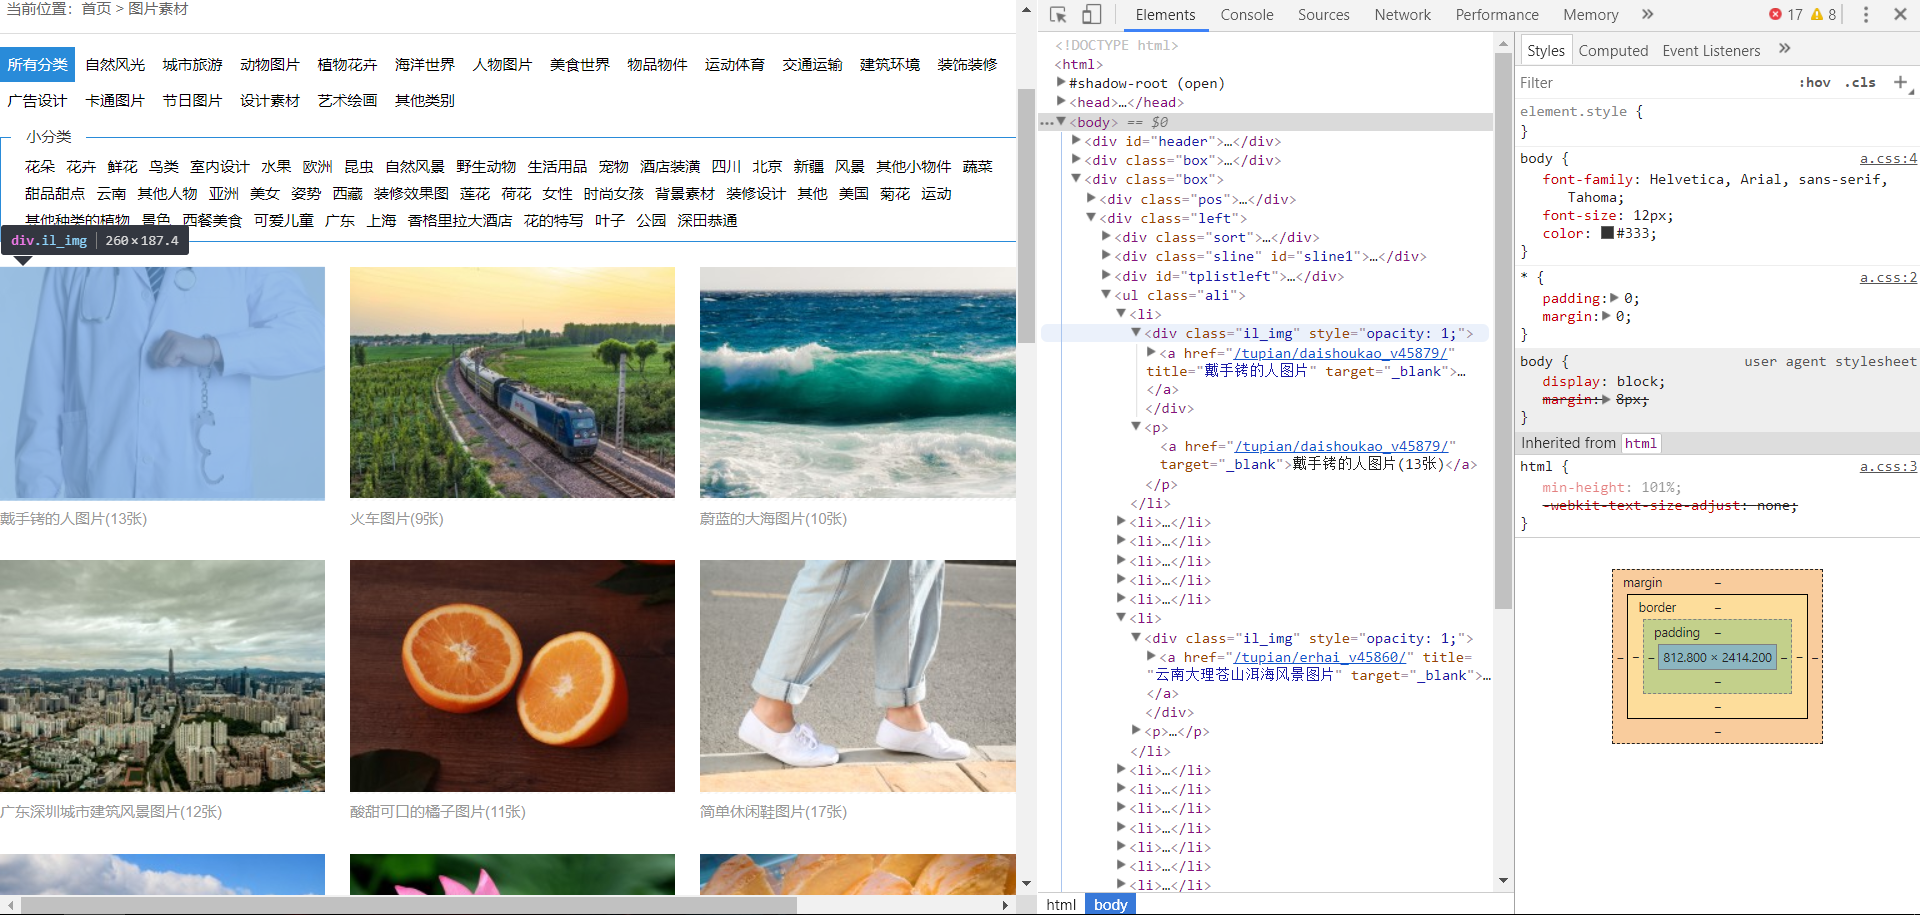 当前位置：首页 > 图片素材
所有分类 自然风光 城市旅游 动物图片 植物花卉 海洋世界 人物图片 美食世界 物品物件 运动体育 交通运输 建筑环境 装饰装修
广告设计 卡通图片 节日图片 设计素材 艺术绘画 其他类别
小分类
花朵 花卉 鲜花 鸟类 室内设计 水果 欧洲 昆虫 自然风景 野生动物 生活用品 宠物 酒店装潢 四川 北京 新疆 风景 其他小物件 蔬菜
甜品甜点 云南 其他人物 亚洲 美女 姿势 西藏 装修效果图 莲花 荷花 女性 时尚女孩 背景素材 装修设计 其他 美国 菊花 运动
其他种类的植物 景色 西餐美食 可爱儿童 广东 上海 香格里拉大酒店 花的特写 叶子 公园 深田恭通
div.il_img 260×187.4
戴手铐的人图片(13张) 火车图片(9张) 蔚蓝的大海图片(10张)
广东深圳城市建筑风景图片(12张) 酸甜可口的橘子图片(11张) 简单休闲鞋图片(17张)
Elements Console Sources Network Performance Memory » 17 8
<!DOCTYPE html>
<html>
#shadow-root (open)
<head>…</head>
…<body> == $0
<div id="header">…</div>
<div class="box">…</div>
<div class="box">
<div class="pos">…</div>
<div class="left">
<div class="sort">…</div>
<div class="sline" id="sline1">…</div>
<div id="tplistleft">…</div>
<ul class="ali">
<li>
<div class="il_img" style="opacity: 1;">
<a href="/tupian/daishoukao_v45879/"
title="戴手铐的人图片" target="_blank">…
</a>
</div>
<p>
<a href="/tupian/daishoukao_v45879/"
target="_blank">戴手铐的人图片(13张)</a>
</p>
</li>
<li>…</li>
<li>…</li>
<li>…</li>
<li>…</li>
<li>…</li>
<li>
<div class="il_img" style="opacity: 1;">
<a href="/tupian/erhai_v45860/" title=
"云南大理苍山洱海风景图片" target="_blank">…
</a>
</div>
<p>…</p>
</li>
<li>…</li>
<li>…</li>
<li>…</li>
<li>…</li>
<li>…</li>
<li>…</li>
<li>…</li>
html body
Styles Computed Event Listeners »
Filter :hov .cls +
element.style {
}
body { a.css:4
font-family: Helvetica, Arial, sans-serif,
Tahoma;
font-size: 12px;
color: #333;
}
* { a.css:2
padding: 0;
margin: 0;
}
body { user agent stylesheet
display: block;
margin: 8px;
}
Inherited from html
html { a.css:3
min-height: 101%;
-webkit-text-size-adjust: none;
}
margin –
border –
padding –
– – – 812.800 × 2414.200 – – –
–
–
–